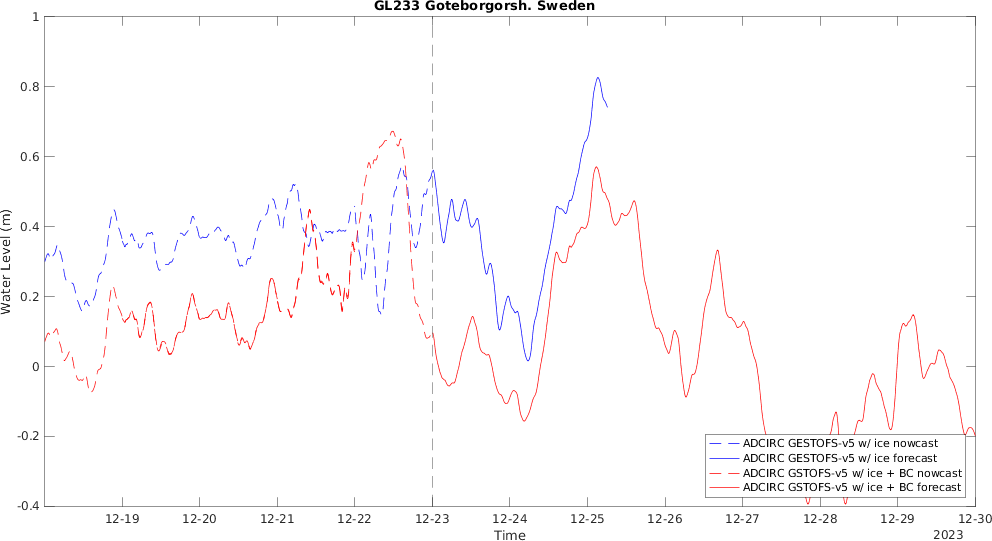 GL233 Goteborgorsh. Sweden
1
0.8
0.6
0.4
0.2
0
-0.2
-0.4
Water Level (m)
ADCIRC GESTOFS-v5 w/ ice nowcast
ADCIRC GESTOFS-v5 w/ ice forecast
ADCIRC GSTOFS-v5 w/ ice + BC nowcast
ADCIRC GSTOFS-v5 w/ ice + BC forecast
12-19 12-20 12-21 12-22 12-23 12-24 12-25 12-26 12-27 12-28 12-29 12-30
Time
2023